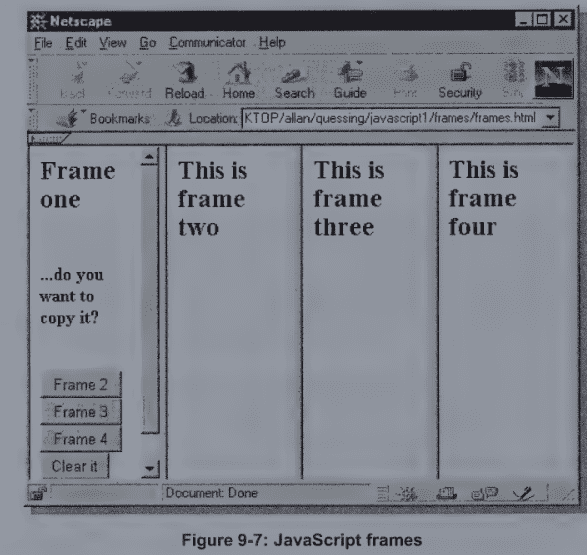 Netscape
File Edit View Go Communicator Help
Reload Home Search Guide Print Security
Bookmarks Location: KTOP/allan/quessing/javascript1/frames/frames.html
Frame
one
...do you
want to
copy it?
Frame 2
Frame 3
Frame 4
Clear it
This is
frame
two
This is
frame
three
This is
frame
four
Document: Done
Figure 9-7: JavaScript frames